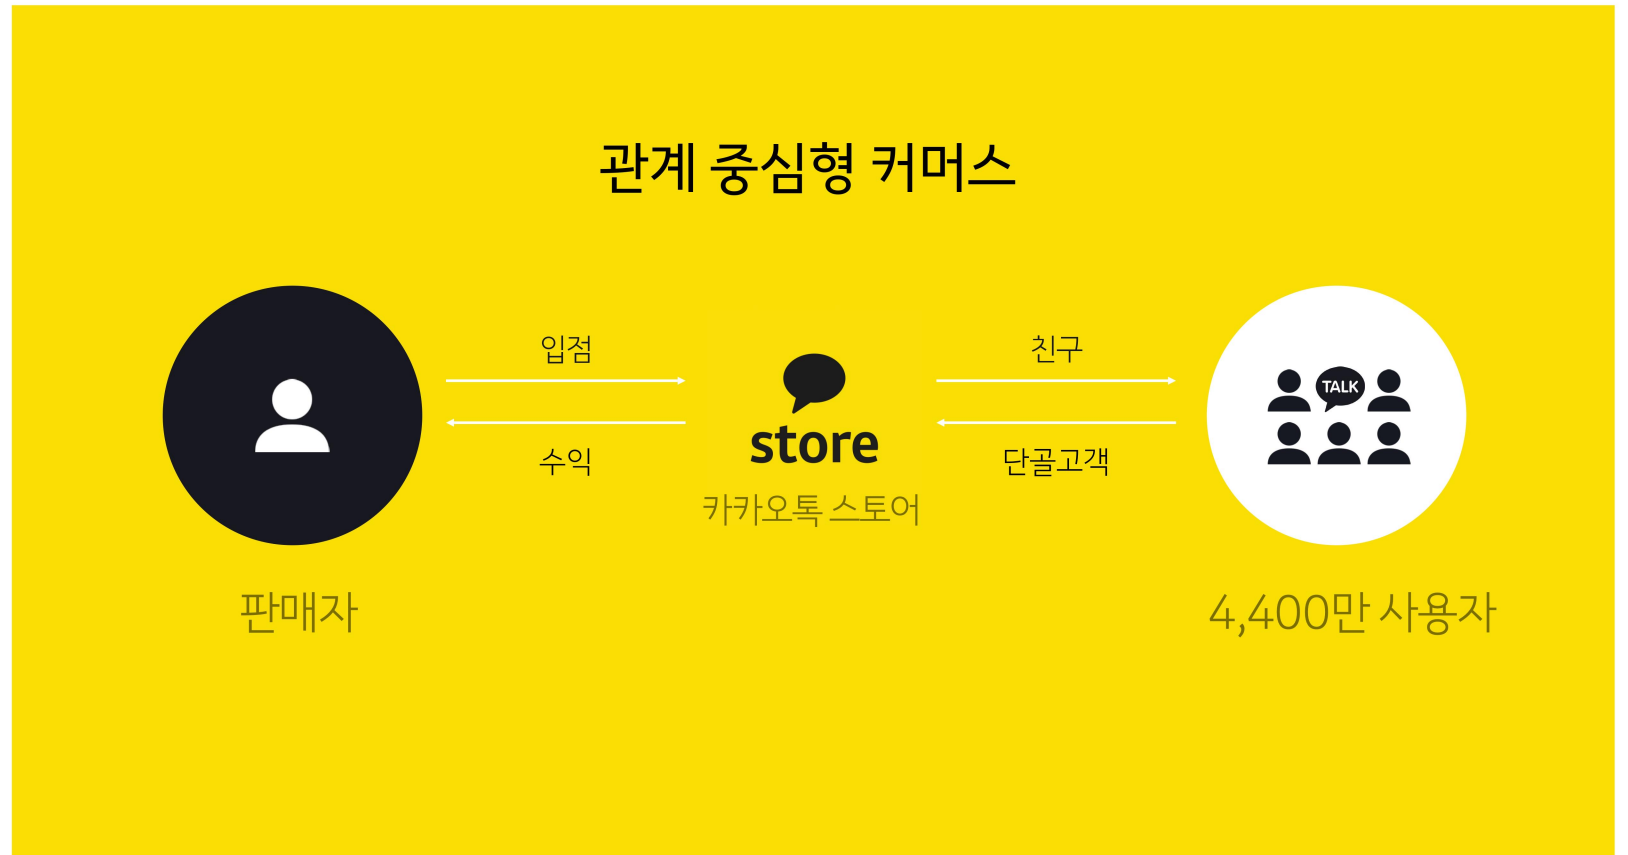 관계 중심형 커머스
입점
친구
TALK
store
수익
단골고객
카카오톡 스토어
판매자
4,400만 사용자